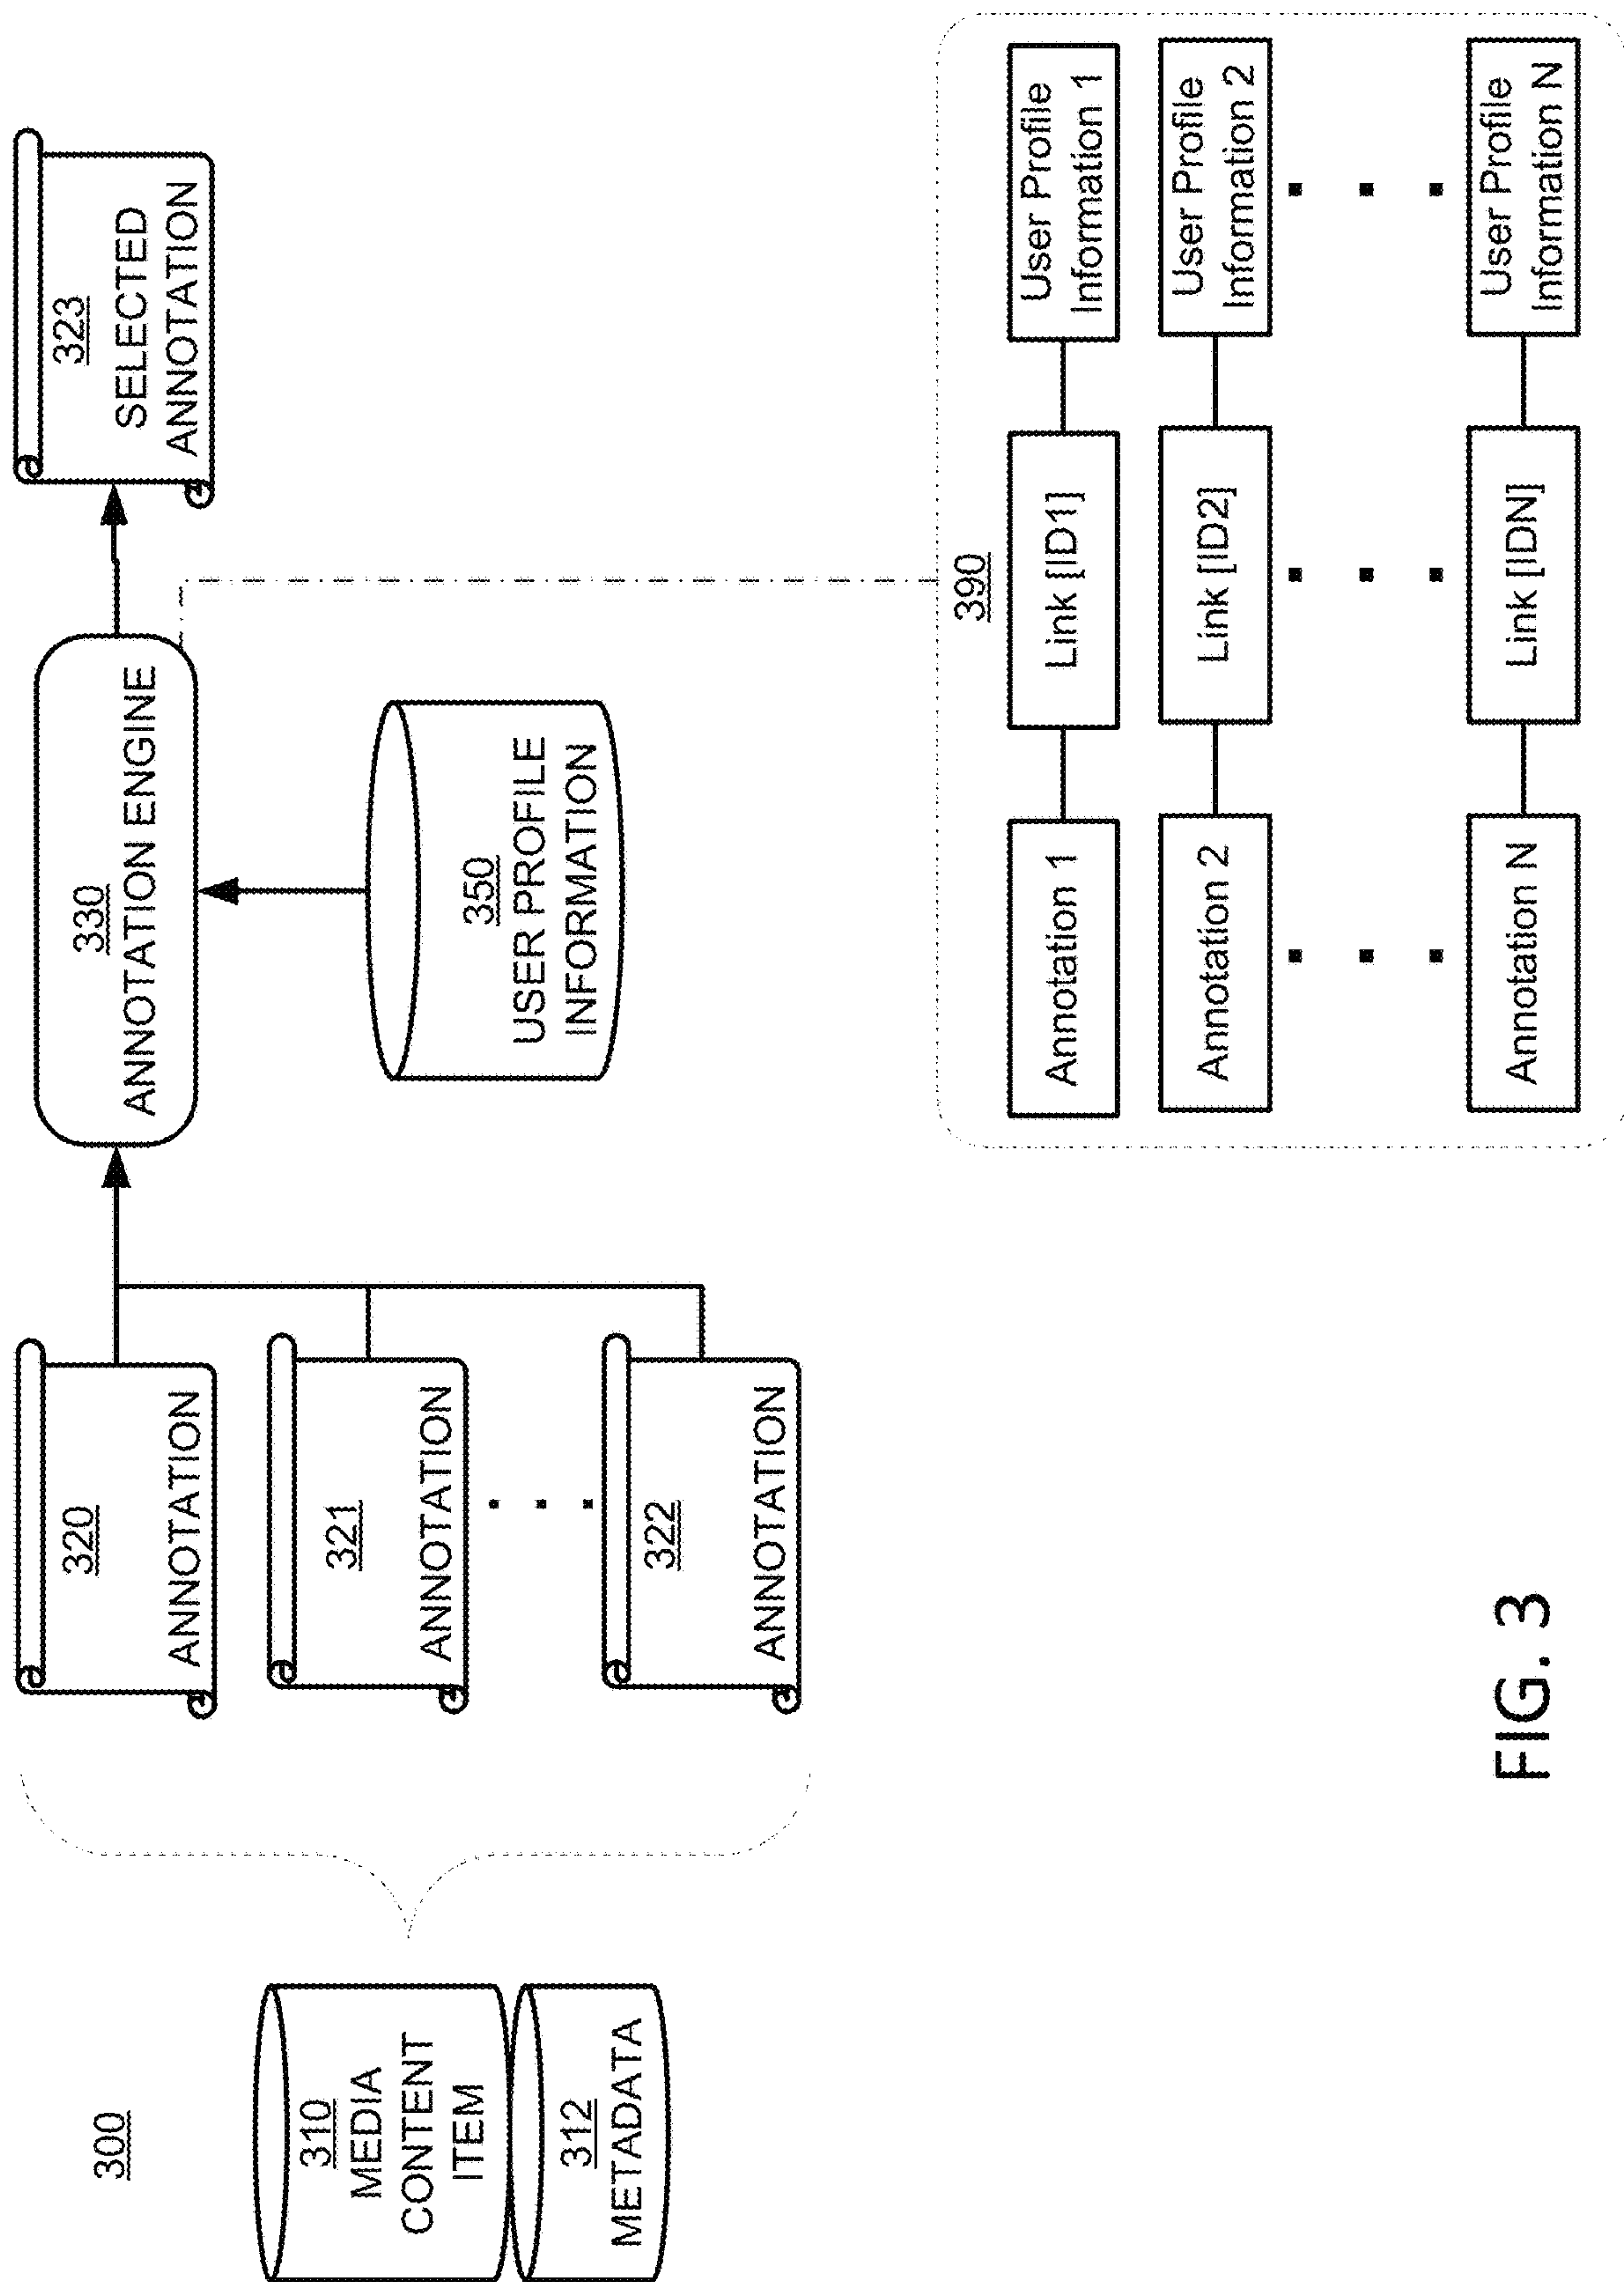 300
310
MEDIA
CONTENT
ITEM
312
METADATA
320
ANNOTATION
321
ANNOTATION
322
ANNOTATION
330
ANNOTATION ENGINE
350
USER PROFILE
INFORMATION
323
SELECTED
ANNOTATION
390
Annotation 1
Link [ID1]
User Profile
Information 1
Annotation 2
Link [ID2]
User Profile
Information 2
Annotation N
Link [IDN]
User Profile
Information N
FIG. 3